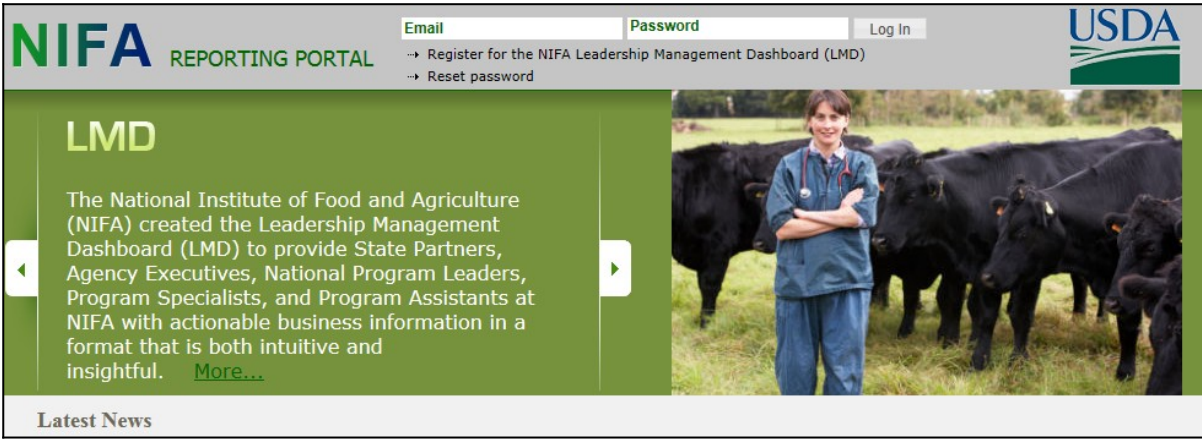 NIFA REPORTING PORTAL
Email
Password
Log In
Register for the NIFA Leadership Management Dashboard (LMD)
Reset password
USDA
LMD
The National Institute of Food and Agriculture
(NIFA) created the Leadership Management
Dashboard (LMD) to provide State Partners,
Agency Executives, National Program Leaders,
Program Specialists, and Program Assistants at
NIFA with actionable business information in a
format that is both intuitive and
insightful. More...
Latest News